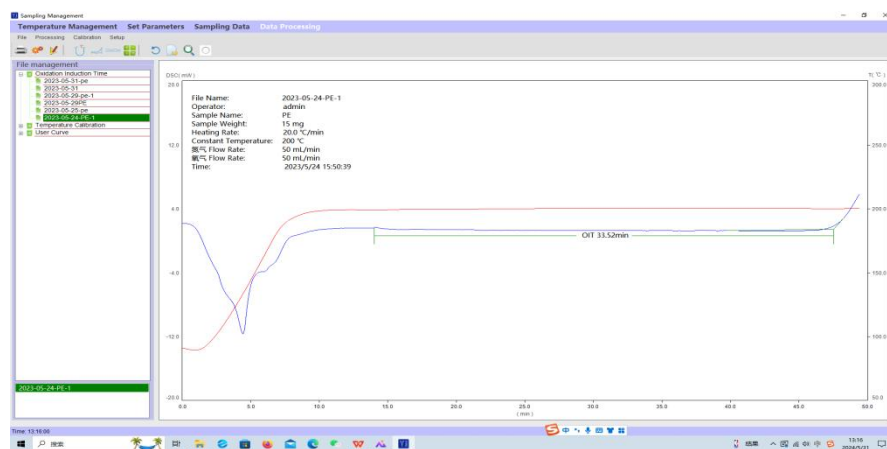 Sampling Management
Temperature Management Set Parameters Sampling Data Data Processing
File Processing Calibration Setup
File management
Oxidation Induction Time
2023-05-31-pe
2023-05-31
2023-05-29-pe-1
2023-05-29PE
2023-05-25-pe
2023-05-24-PE-1
Temperature Calibration
User Curve
2023-05-24-PE-1
DSC( mV )
T( ℃ )
20.0
12.0
4.0
-4.0
-12.0
-20.0
File Name: 2023-05-24-PE-1
Operator: admin
Sample Name: PE
Sample Weight: 15 mg
Heating Rate: 20.0 ℃/min
Constant Temperature: 200 ℃
氮气 Flow Rate: 50 mL/min
氧气 Flow Rate: 50 mL/min
Time: 2023/5/24 15:50:39
OIT 33.52min
300.0
250.0
200.0
150.0
100.0
50.0
0.0 5.0 10.0 15.0 20.0 25.0 30.0 35.0 40.0 45.0 50.0
( min )
Time: 13:16:00
搜索
中
13:16
2024/5/21